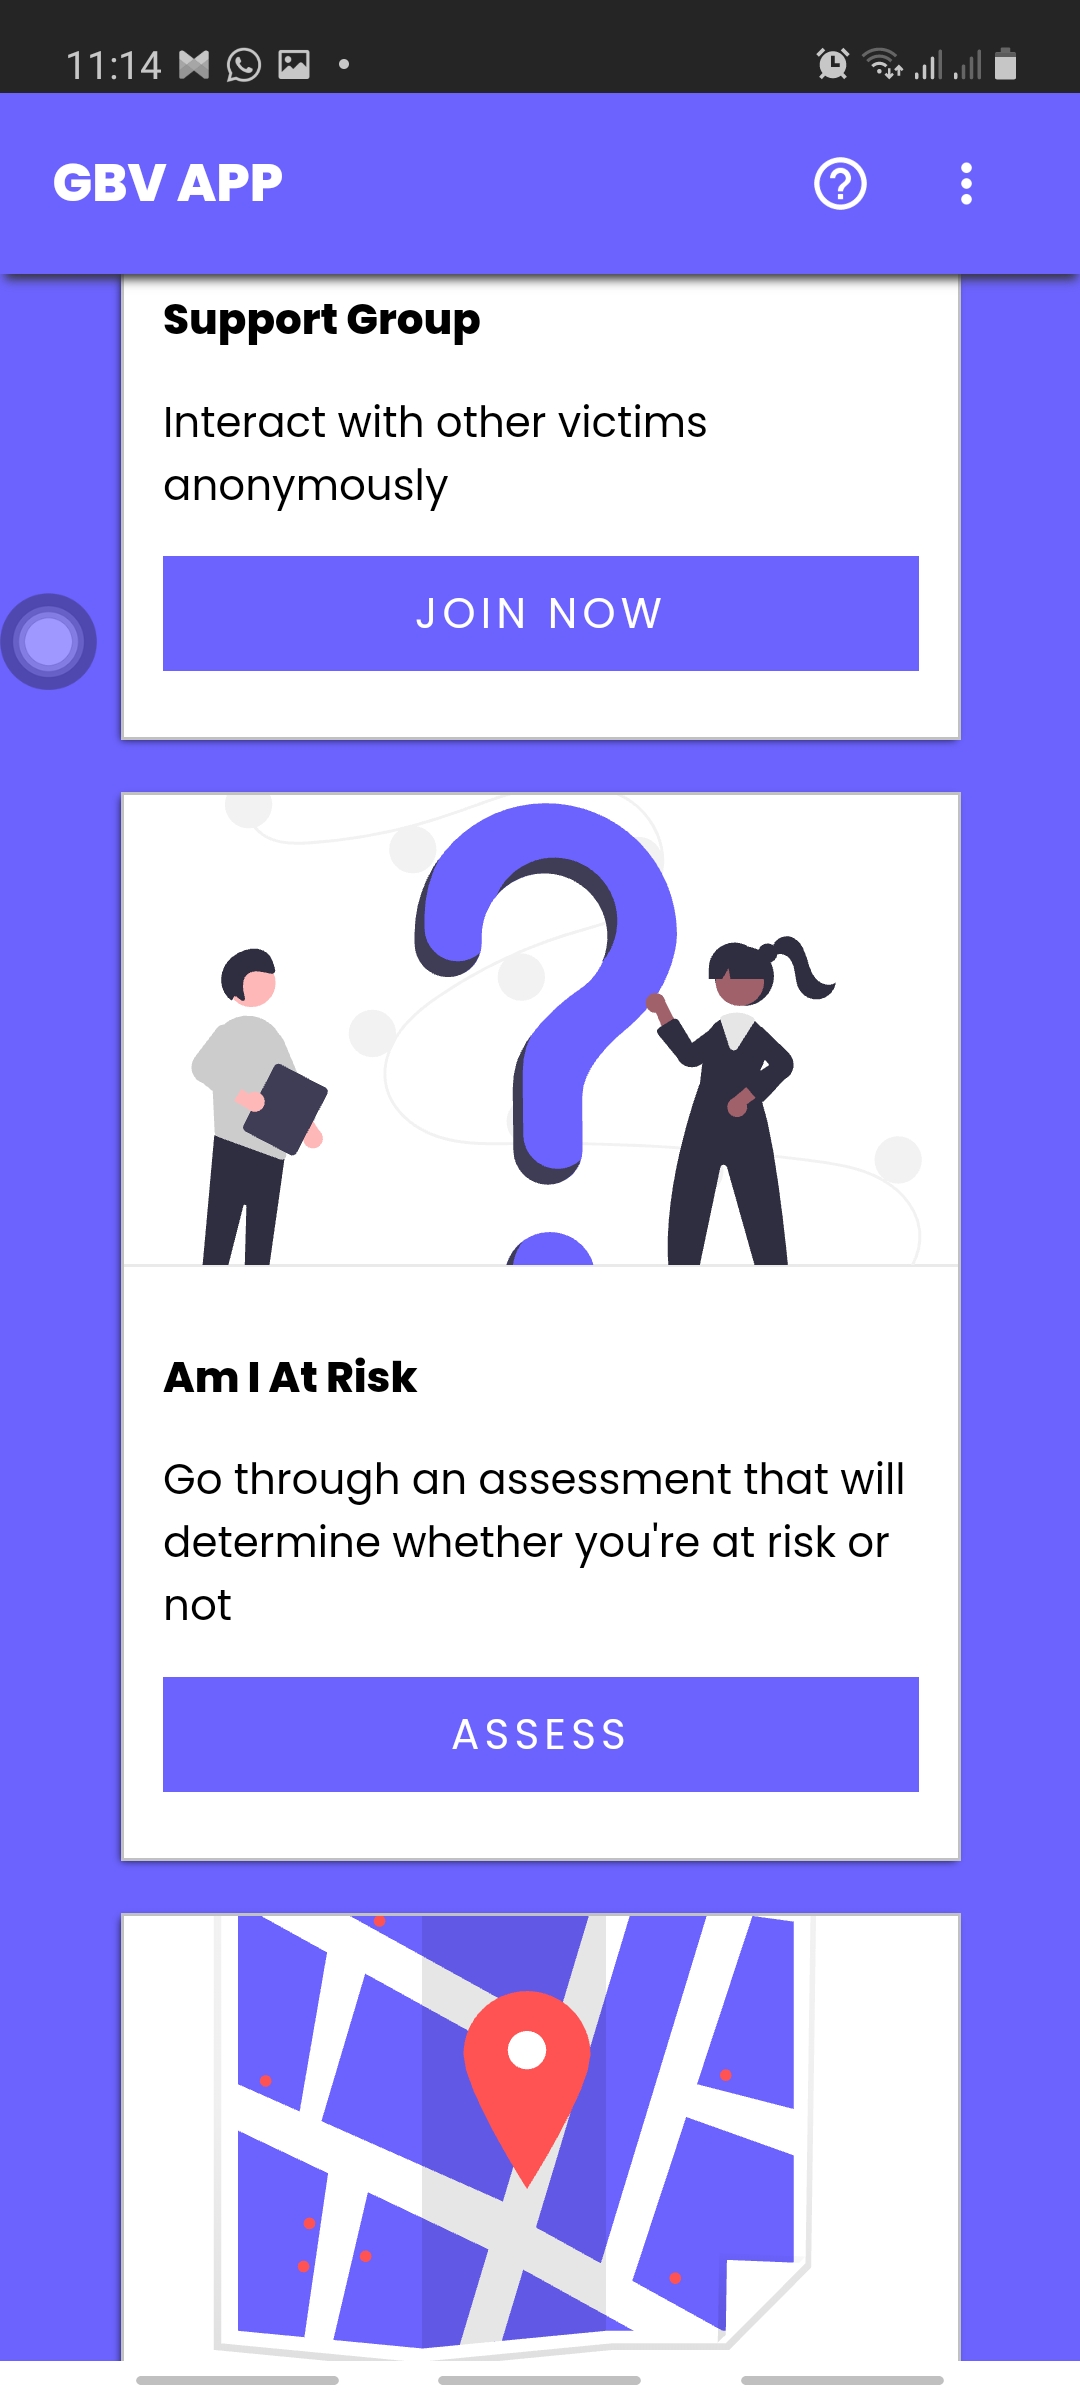 11:14
GBV APP
Support Group
Interact with other victims
anonymously
JOIN NOW
Am I At Risk
Go through an assessment that will
determine whether you're at risk or
not
ASSESS